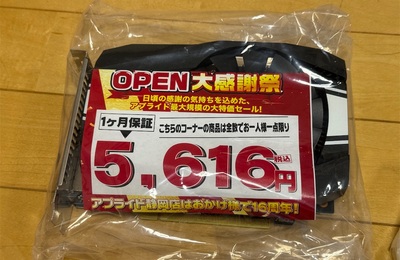 OPEN大感謝祭
日頃の感謝の気持ちを込めた、
アプライド最大規模の大特価セール!
1ヶ月保証
こちらのコーナーの商品は全数でお一人様一点限り
5,616円税込
アプライド静岡店はおかげ様で16周年!